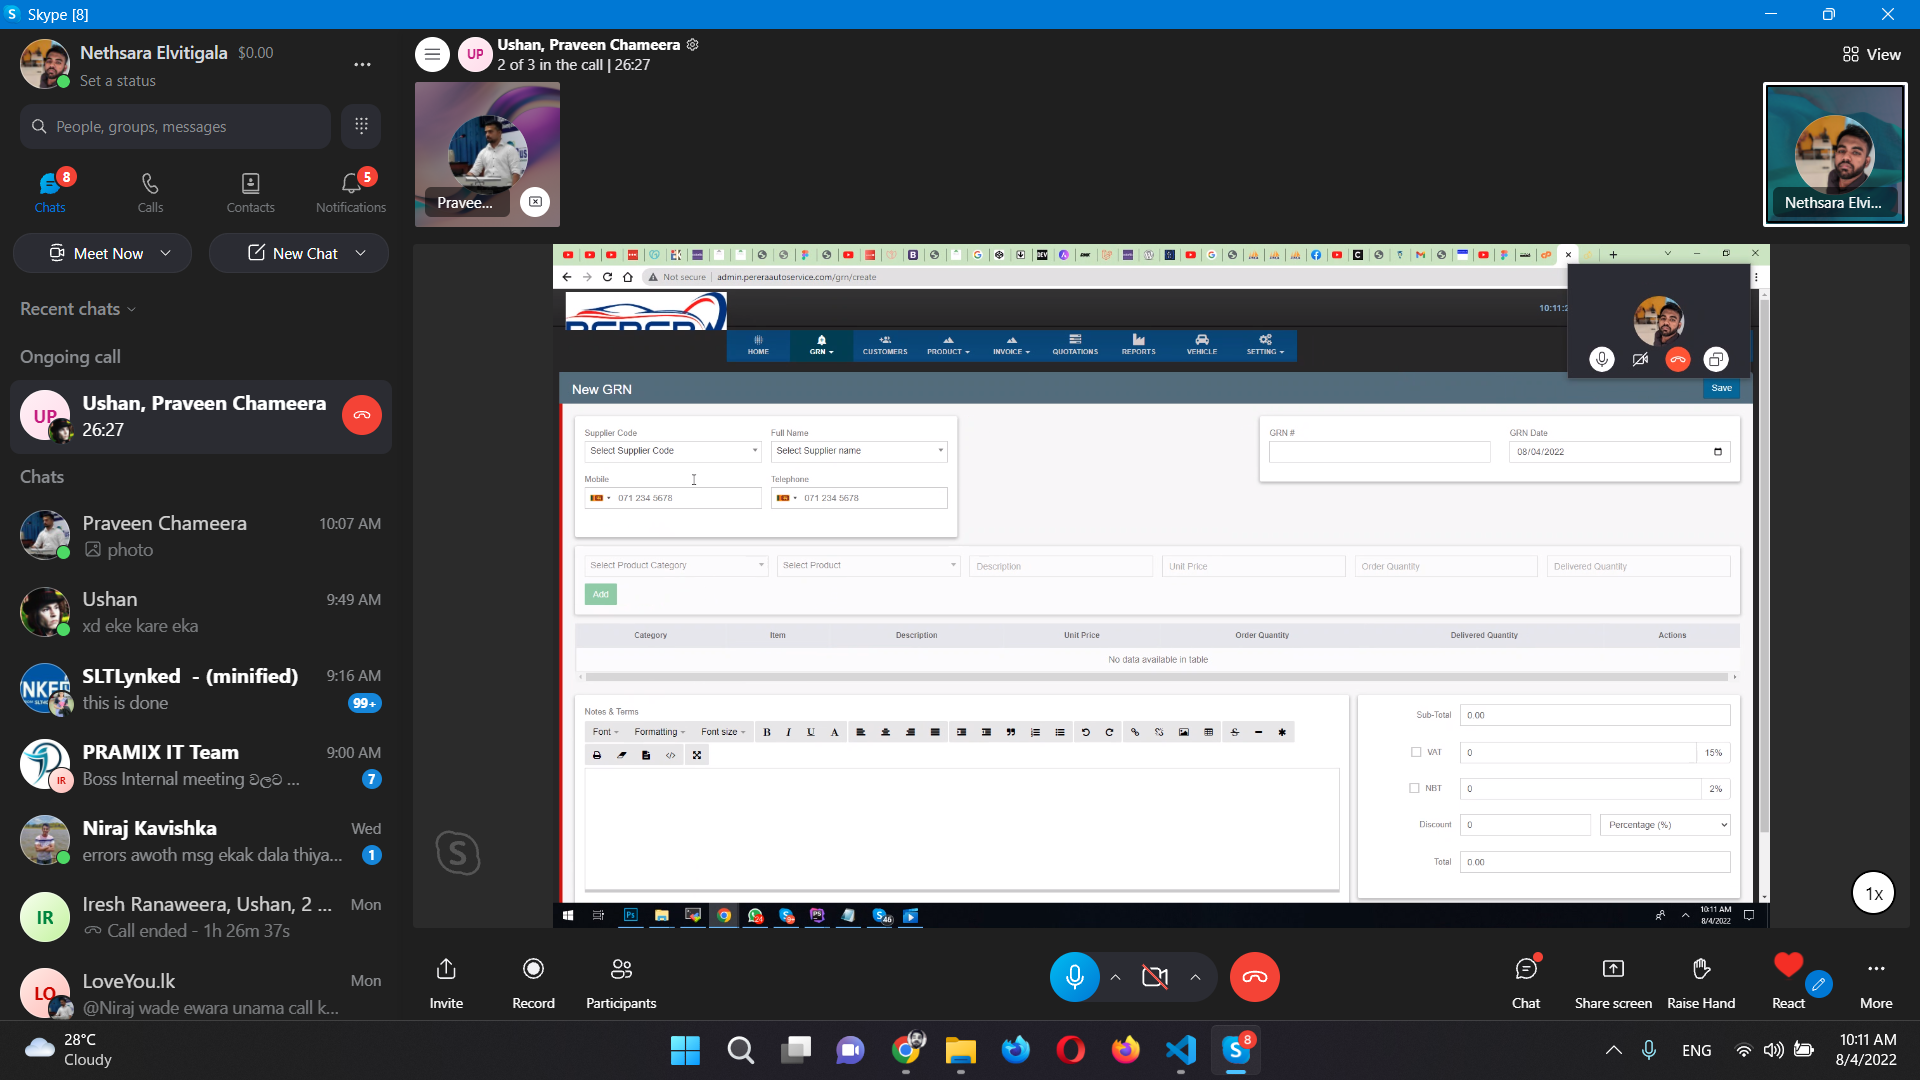 Skype [8]
Nethsara Elvitigala $0.00
Set a status
People, groups, messages
8
5
Chats
Calls
Contacts
Notifications
Meet Now
New Chat
Recent chats
Ongoing call
UP
Ushan, Praveen Chameera
26:27
Chats
Praveen Chameera 10:07 AM
photo
Ushan 9:49 AM
xd eke kare eka
SLTLynked - (minified) 9:16 AM
this is done 99+
PRAMIX IT Team 9:00 AM
IR
Boss Internal meeting වලට ... 7
Niraj Kavishka Wed
errors awoth msg ekak dala thiya... 1
IR
Iresh Ranaweera, Ushan, 2 ... Mon
Call ended - 1h 26m 37s
LO
LoveYou.lk Mon
@Niraj wade ewara unama call k...
UP
Ushan, Praveen Chameera
2 of 3 in the call | 26:27
View
Pravee...
Nethsara Elvi...
Not secure admin.pereraautoservice.com/grn/create
HOME
GRN
CUSTOMERS
PRODUCT
INVOICE
QUOTATIONS
REPORTS
VEHICLE
SETTING
New GRN
Save
Supplier Code
Full Name
GRN #
GRN Date
Select Supplier Code
Select Supplier name
08/04/2022
Mobile
Telephone
071 234 5678
071 234 5678
Select Product Category
Select Product
Description
Unit Price
Order Quantity
Delivered Quantity
Add
Category
Item
Description
Unit Price
Order Quantity
Delivered Quantity
Actions
No data available in table
Notes & Terms
Font
Formatting
Font size
B
I
U
A
Sub-Total 0.00
VAT 0 15%
NBT 0 2%
Discount 0 Percentage (%)
Total 0.00
1x
10:11 AM
8/4/2022
Invite
Record
Participants
Chat
Share screen
Raise Hand
React
More
28°C
Cloudy
8
ENG
10:11 AM
8/4/2022